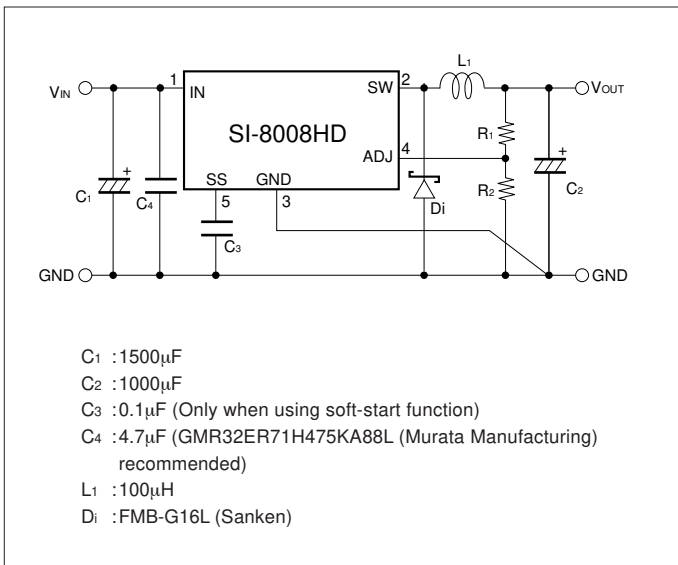 L1
1
2
VIN
IN
SW
VOUT
SI-8008HD
R1
ADJ
4
+
+
C1
C4
SS
GND
R2
C2
5
3
Di
C3
GND
GND
C1 :1500μF
C2 :1000μF
C3 :0.1μF (Only when using soft-start function)
C4 :4.7μF (GMR32ER71H475KA88L (Murata Manufacturing)
recommended)
L1 :100μH
Di :FMB-G16L (Sanken)